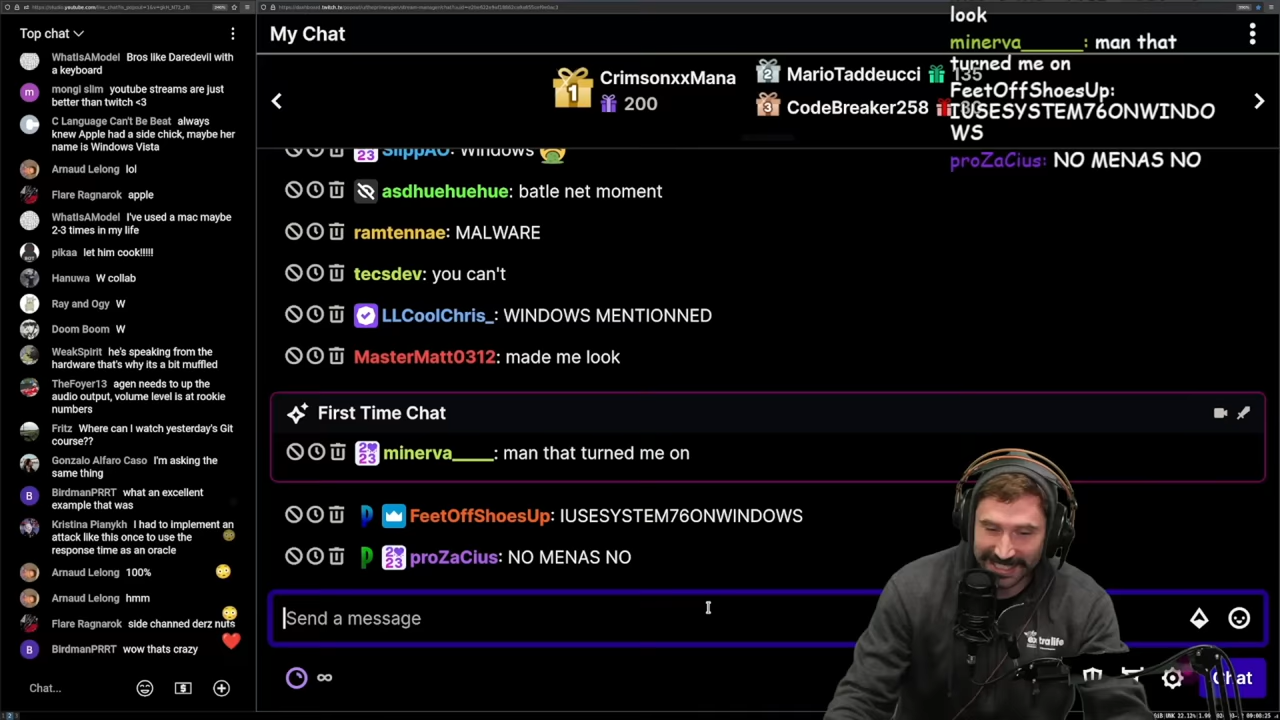 Top chat
WhatIsAModel Bros like Daredevil with
a keyboard
mongi slim youtube streams are just
better than twitch <3
C Language Can't Be Beat always
knew Apple had a side chick, maybe her
name is Windows Vista
Arnaud Lelong lol
Flare Ragnarok apple
WhatIsAModel I've used a mac maybe
2-3 times in my life
pikaa let him cook!!!!!
Hanuwa W collab
Ray and Ogy W
Doom Boom W
WeakSpirit he's speaking from the
hardware that's why its a bit muffled
TheFoyer13 agen needs to up the
audio output, volume level is at rookie
numbers
Fritz Where can I watch yesterday's Git
course??
Gonzalo Alfaro Caso I'm asking the
same thing
B
BirdmanPRRT what an excellent
example that was
Kristina Pianykh I had to implement an
attack like this once to use the
response time as an oracle
Arnaud Lelong 100%
Arnaud Lelong hmm
Flare Ragnarok side channed derz nuts
B
BirdmanPRRT wow thats crazy
Chat...
My Chat
1
CrimsonxxMana
200
2 MarioTaddeucci 135
3 CodeBreaker258
SlippAO: Windows
asdhuehuehue: batle net moment
ramtennae: MALWARE
tecsdev: you can't
LLCoolChris_: WINDOWS MENTIONNED
MasterMatt0312: made me look
First Time Chat
minerva_____: man that turned me on
FeetOffShoesUp: IUSESYSTEM76ONWINDOWS
proZaCius: NO MENAS NO
Send a message
∞
Chat
look
minerva_____: man that
turned me on
FeetOffShoesUp:
IUSESYSTEM76ONWINDO
WS
proZaCius: NO MENAS NO
extralife